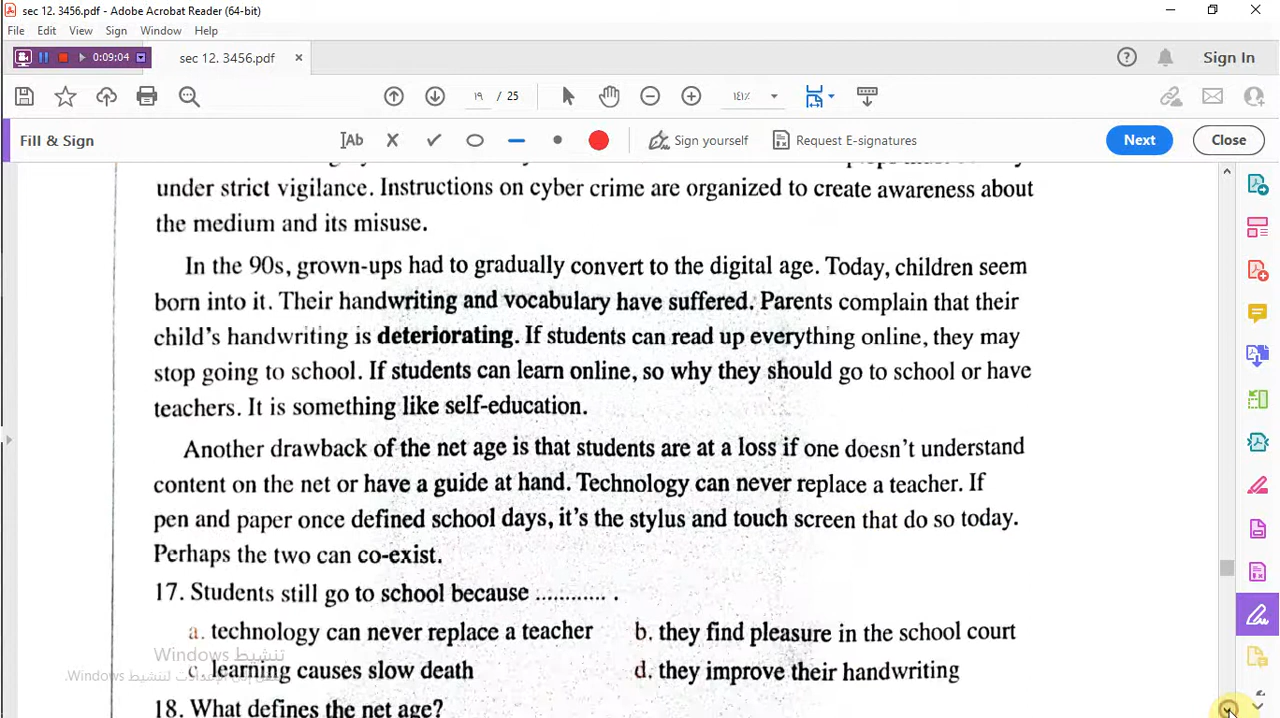 sec 12. 3456.pdf - Adobe Acrobat Reader (64-bit)
File Edit View Sign Window Help
0:09:04 sec 12. 3456.pdf × Sign In
١٩ / 25 ١٤١٪
Fill & Sign Ab Sign yourself Request E-signatures Next Close
under strict vigilance. Instructions on cyber crime are organized to create awareness about
the medium and its misuse.
In the 90s, grown-ups had to gradually convert to the digital age. Today, children seem
born into it. Their handwriting and vocabulary have suffered. Parents complain that their
child's handwriting is deteriorating. If students can read up everything online, they may
stop going to school. If students can learn online, so why they should go to school or have
teachers. It is something like self-education.
Another drawback of the net age is that students are at a loss if one doesn't understand
content on the net or have a guide at hand. Technology can never replace a teacher. If
pen and paper once defined school days, it's the stylus and touch screen that do so today.
Perhaps the two can co-exist.
17. Students still go to school because ............ .
a. technology can never replace a teacher b. they find pleasure in the school court
تنشيط Windows
c. learning causes slow death d. they improve their handwriting
إلى الإعدادات لتنشيط Windows.
18. What defines the net age?